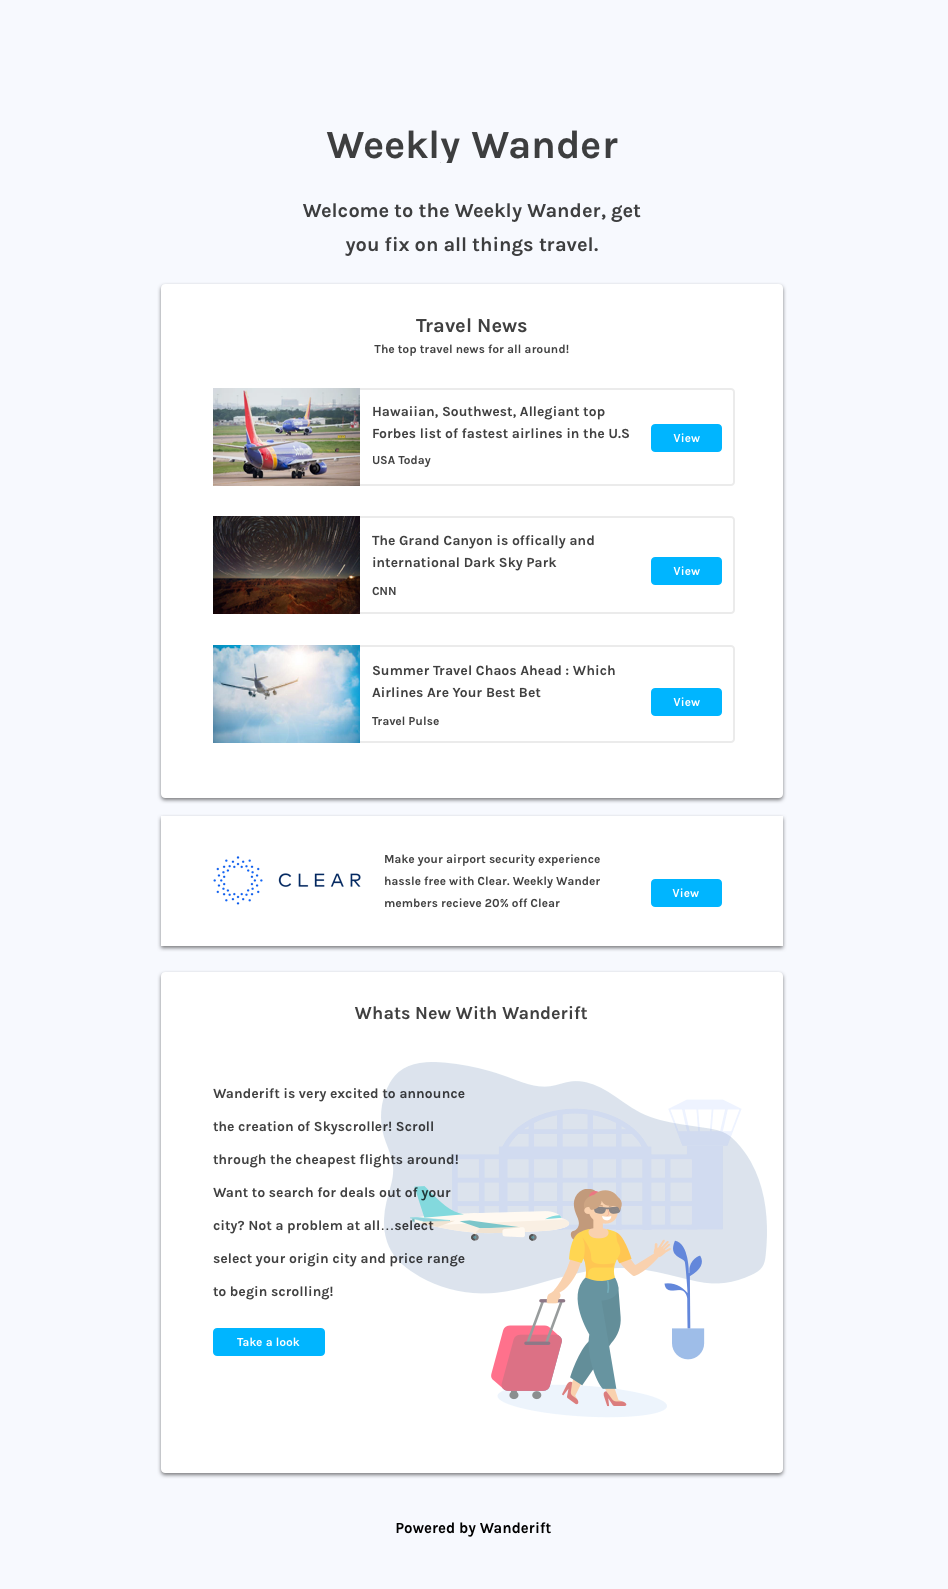 Weekly Wander
Welcome to the Weekly Wander, get
you fix on all things travel.
Travel News
The top travel news for all around!
Hawaiian, Southwest, Allegiant top
Forbes list of fastest airlines in the U.S
USA Today
View
The Grand Canyon is offically and
international Dark Sky Park
CNN
View
Summer Travel Chaos Ahead : Which
Airlines Are Your Best Bet
Travel Pulse
View
CLEAR
Make your airport security experience
hassle free with Clear. Weekly Wander
members recieve 20% off Clear
View
Whats New With Wanderift
Wanderift is very excited to announce
the creation of Skyscroller! Scroll
through the cheapest flights around!
Want to search for deals out of your
city? Not a problem at all...select
select your origin city and price range
to begin scrolling!
Take a look
Powered by Wanderift